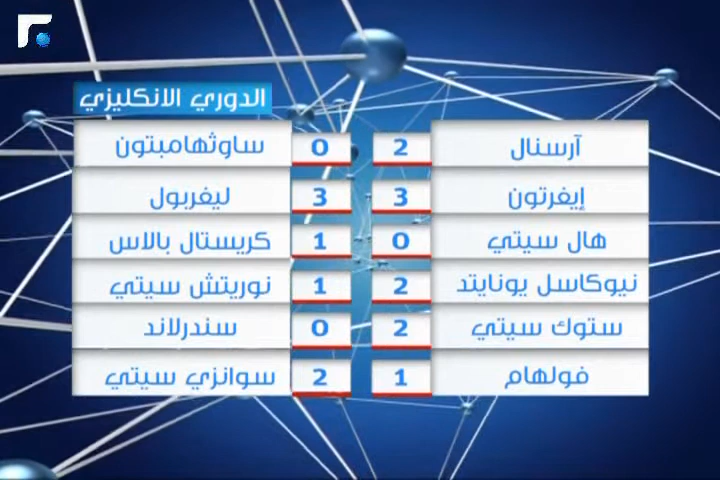 الدوري الانكليزي
آرسنال 2 0 ساوثهامبتون
إيفرتون 3 3 ليفربول
هال سيتي 0 1 كريستال بالاس
نيوكاسل يونايتد 2 1 نوريتش سيتي
ستوك سيتي 2 0 سندرلاند
فولهام 1 2 سوانزي سيتي